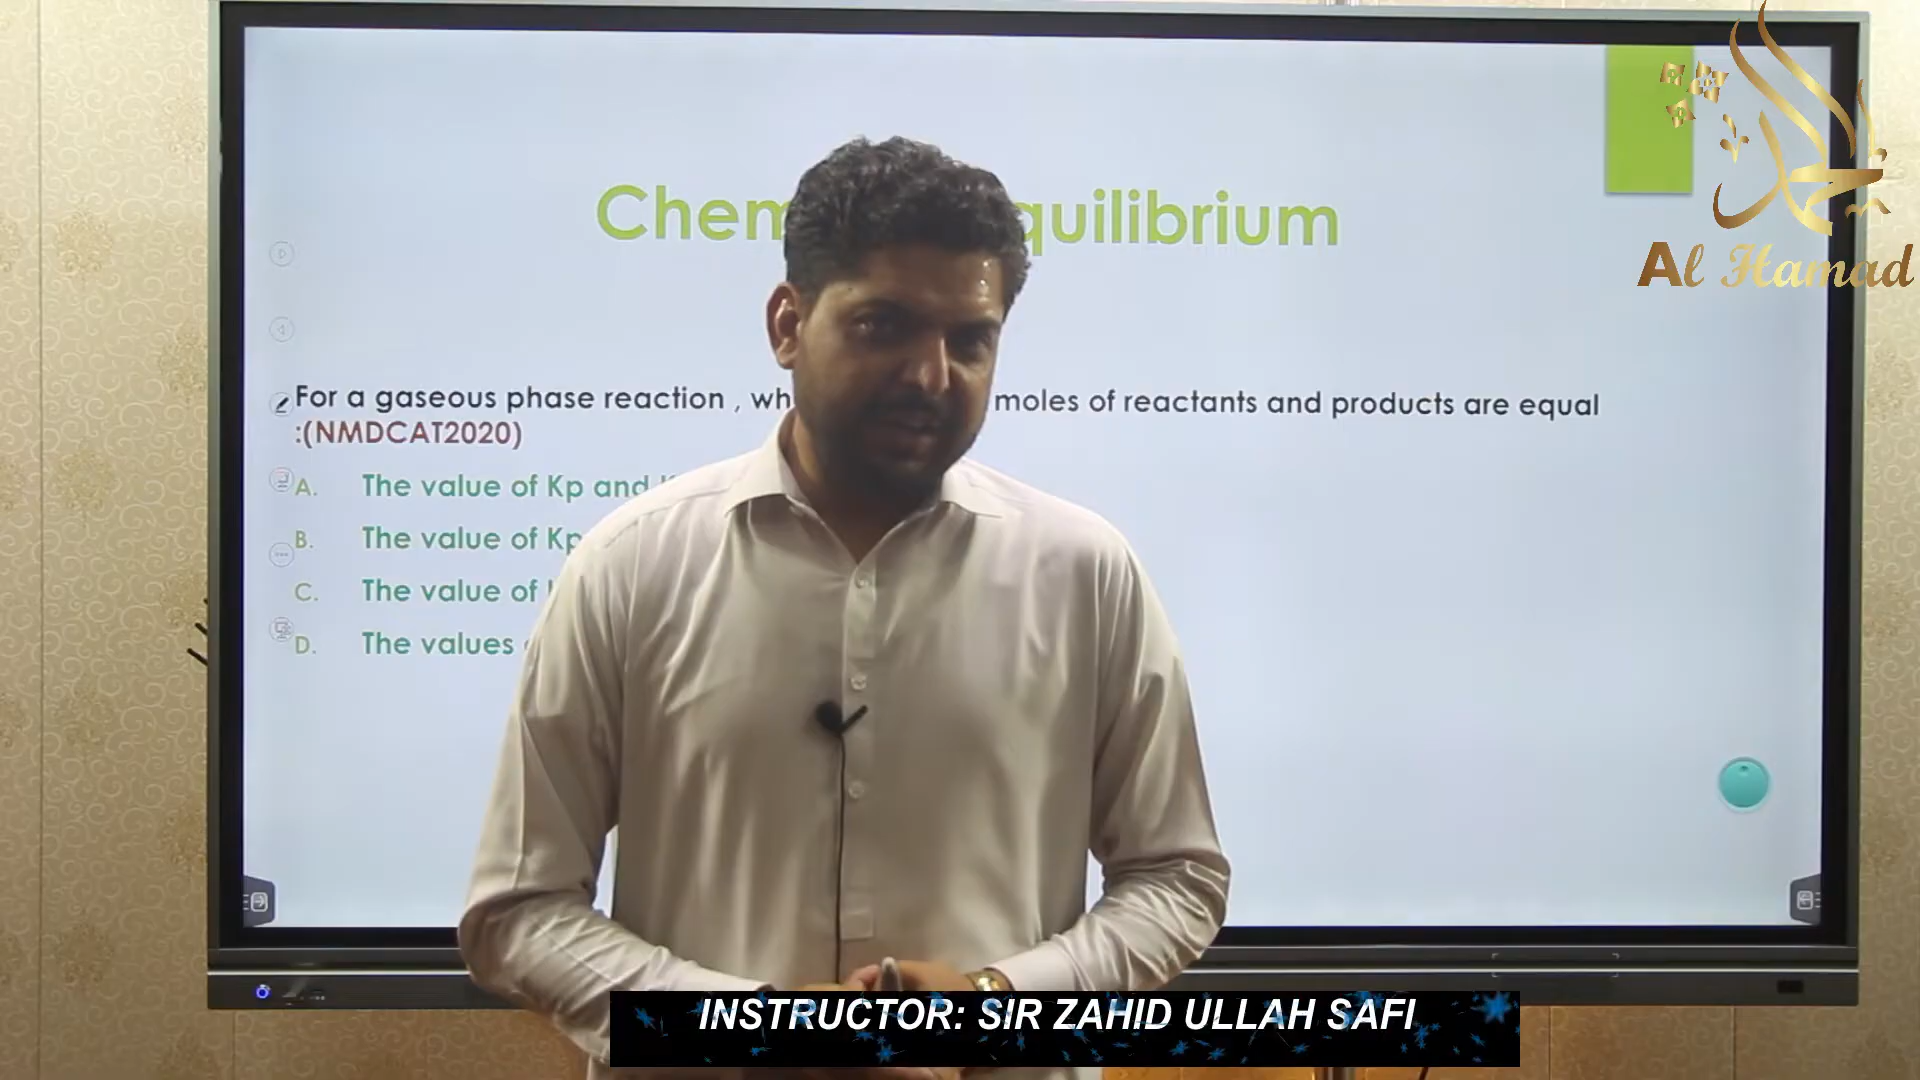 Chem quilibrium
For a gaseous phase reaction , wh moles of reactants and products are equal
:(NMDCAT2020)
A. The value of Kp and
B. The value of Kp
C. The value of
D. The values
Al Hamad
INSTRUCTOR: SIR ZAHID ULLAH SAFI